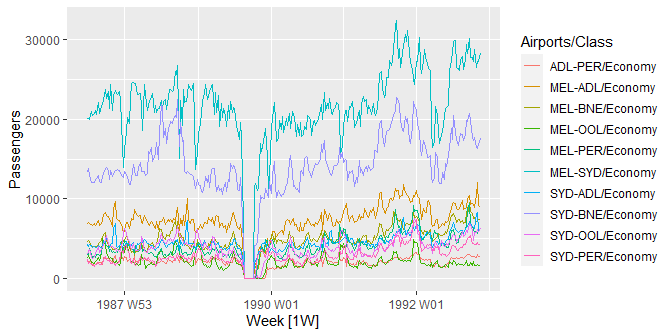 30000
20000
10000
0
Passengers
1987 W53
1990 W01
1992 W01
Week [1W]
Airports/Class
ADL-PER/Economy
MEL-ADL/Economy
MEL-BNE/Economy
MEL-OOL/Economy
MEL-PER/Economy
MEL-SYD/Economy
SYD-ADL/Economy
SYD-BNE/Economy
SYD-OOL/Economy
SYD-PER/Economy